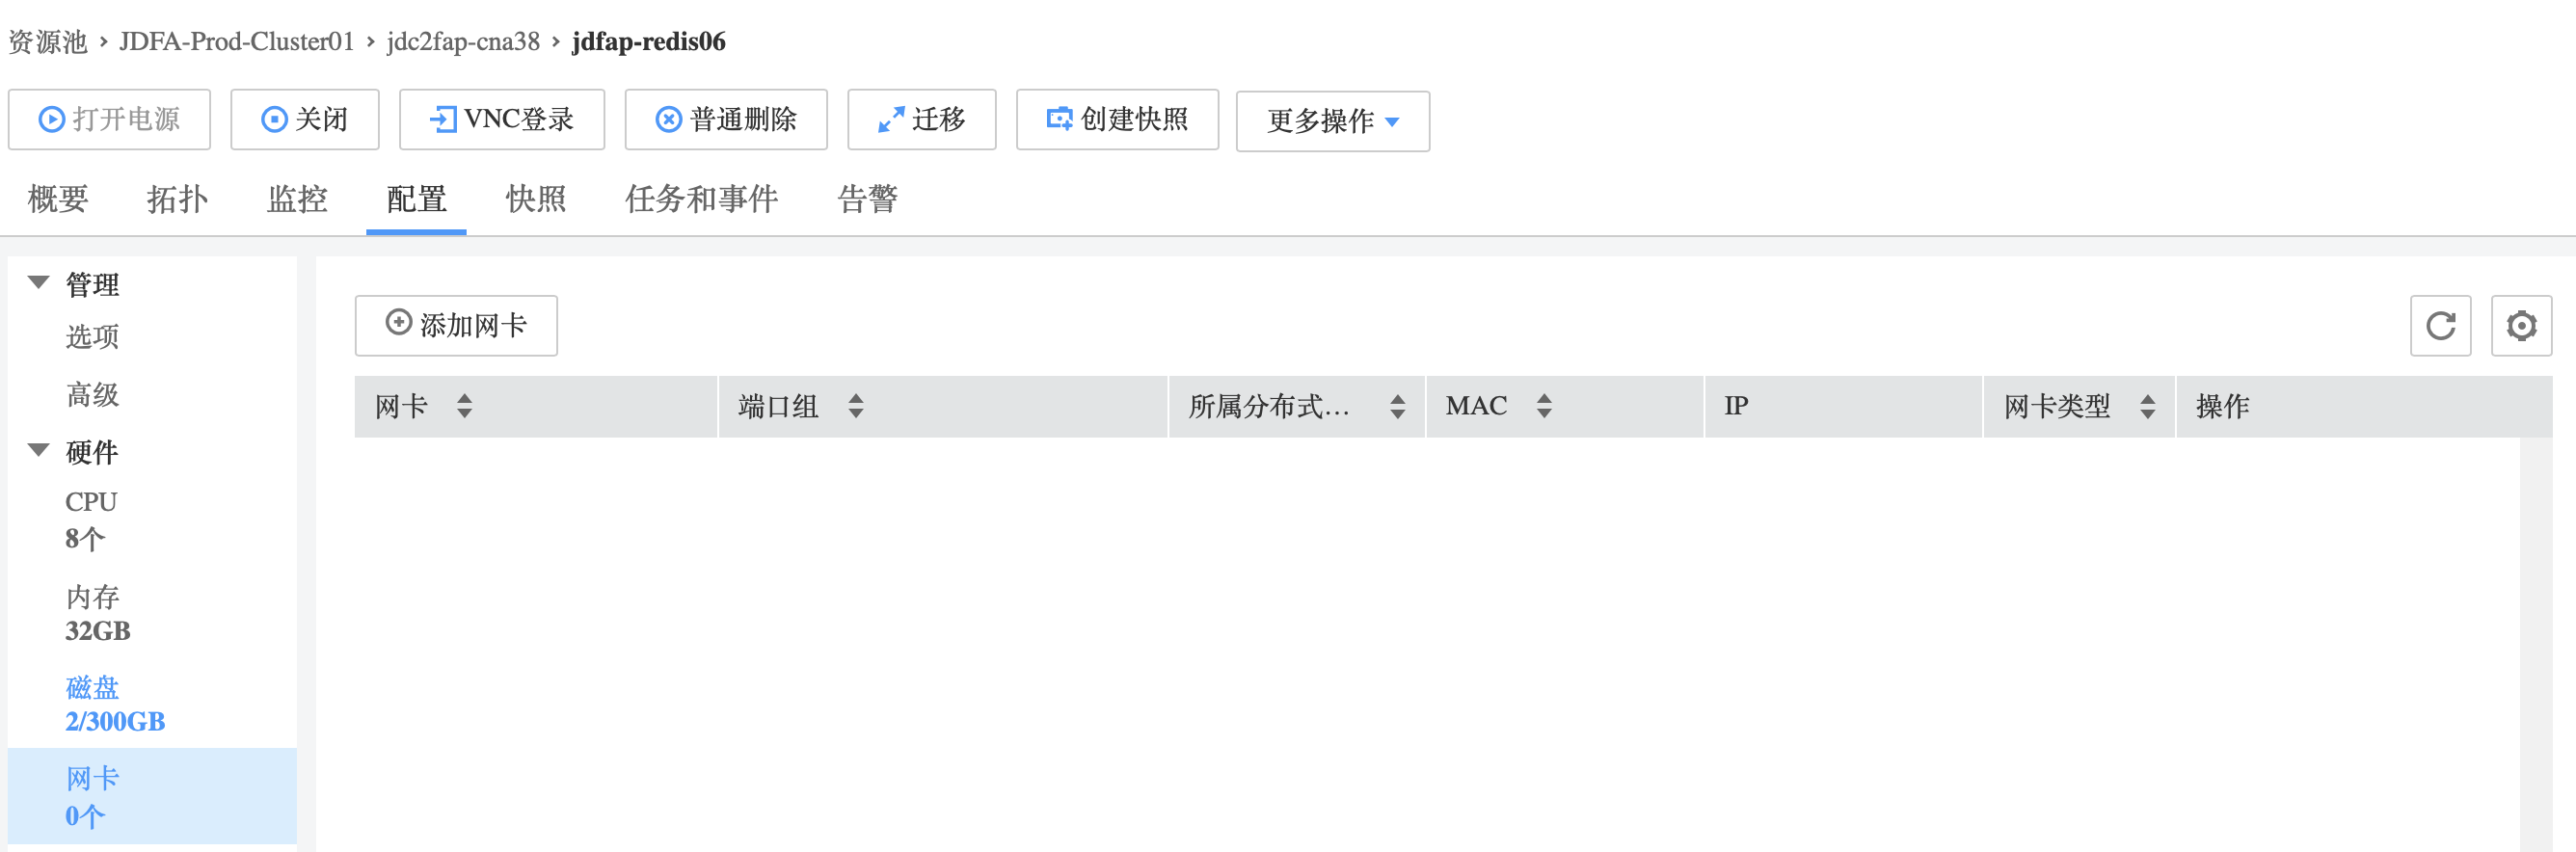 资源池 › JDFA-Prod-Cluster01 › jdc2fap-cna38 › jdfap-redis06
打开电源 关闭 VNC登录 普通删除 迁移 创建快照 更多操作
概要 拓扑 监控 配置 快照 任务和事件 告警
管理
选项
高级
硬件
CPU
8个
内存
32GB
磁盘
2/300GB
网卡
0个
添加网卡
网卡 端口组 所属分布式... MAC IP 网卡类型 操作